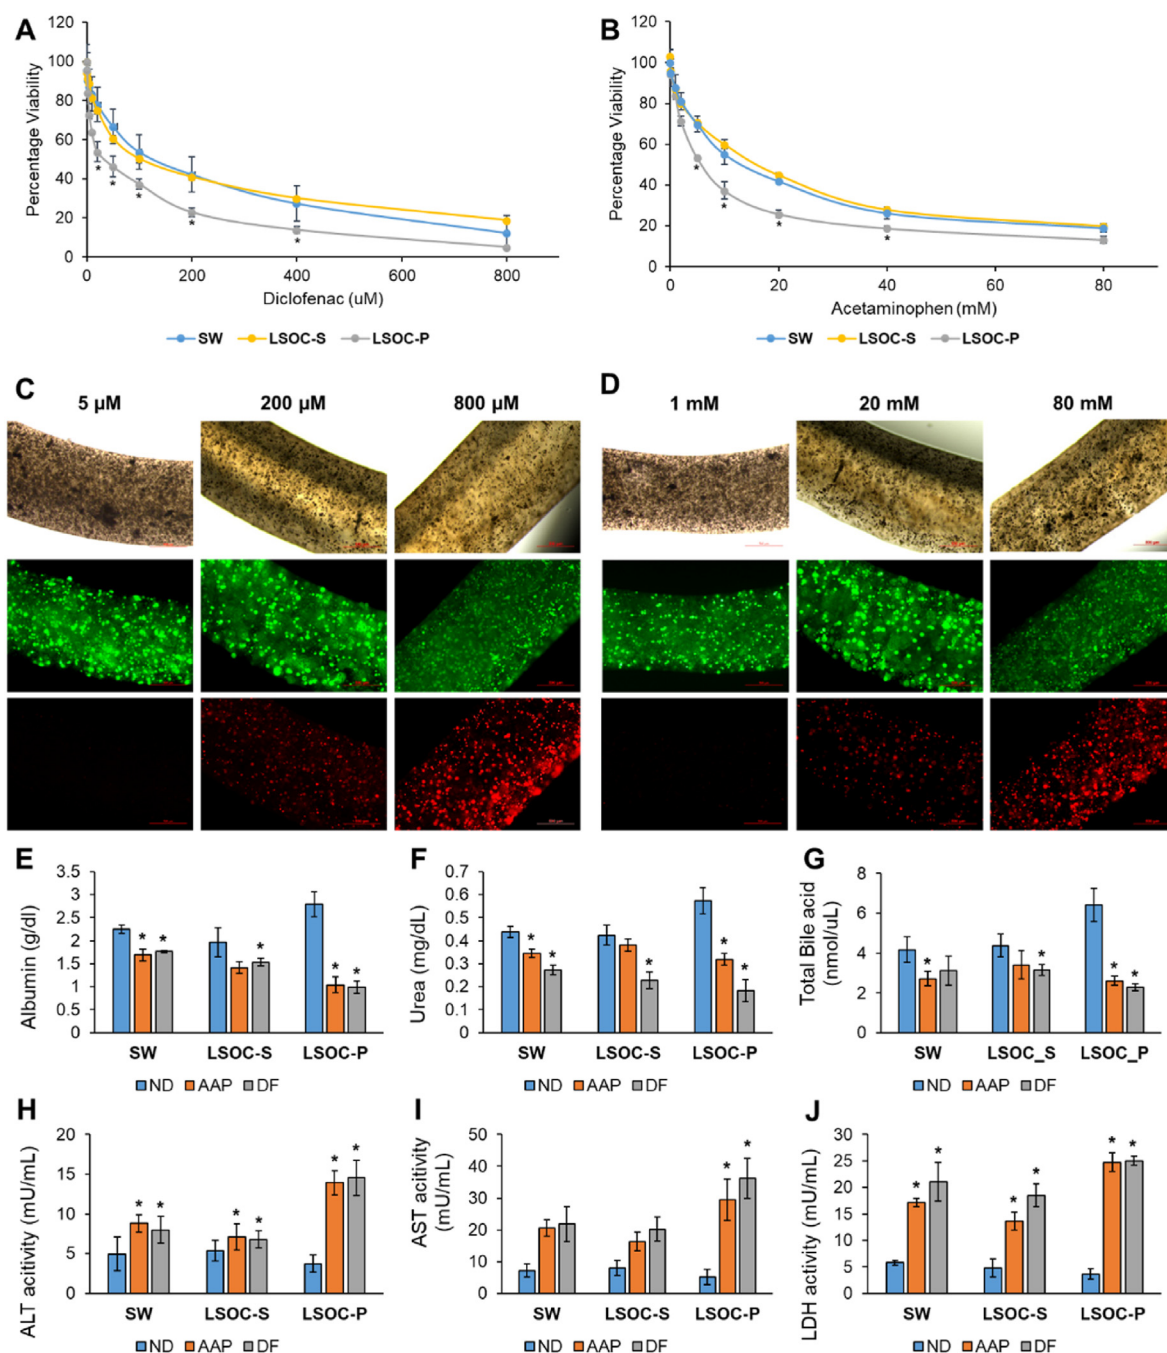 A
B
120
100
80
60
40
20
0
Percentage Viability
0
200
400
600
800
Diclofenac (uM)
SW
LSOC-S
LSOC-P
*
*
*
*
*
120
100
80
60
40
20
0
Percentage Viability
0
20
40
60
80
Acetaminophen (mM)
SW
LSOC-S
LSOC-P
*
*
*
*
C
5 µM
200 µM
800 µM
D
1 mM
20 mM
80 mM
E
Albumin (g/dl)
3.5
3
2.5
2
1.5
1
0.5
0
* *
*
* *
SW LSOC-S LSOC-P
ND AAP DF
F
Urea (mg/dL)
0.7
0.6
0.5
0.4
0.3
0.2
0.1
0
* *
*
* *
SW LSOC-S LSOC-P
ND AAP DF
G
Total Bile acid
(nmol/uL)
8
6
4
2
0
*
*
* *
SW LSOC_S LSOC_P
ND AAP DF
H
ALT acitivity (mU/mL)
20
15
10
5
0
* *
* *
* *
SW LSOC-S LSOC-P
ND AAP DF
I
AST acitivity
(mU/mL)
50
40
30
20
10
0
* *
SW LSOC-S LSOC-P
ND AAP DF
J
LDH activity (mU/mL)
30
25
20
15
10
5
0
* *
* *
* *
SW LSOC-S LSOC-P
ND AAP DF